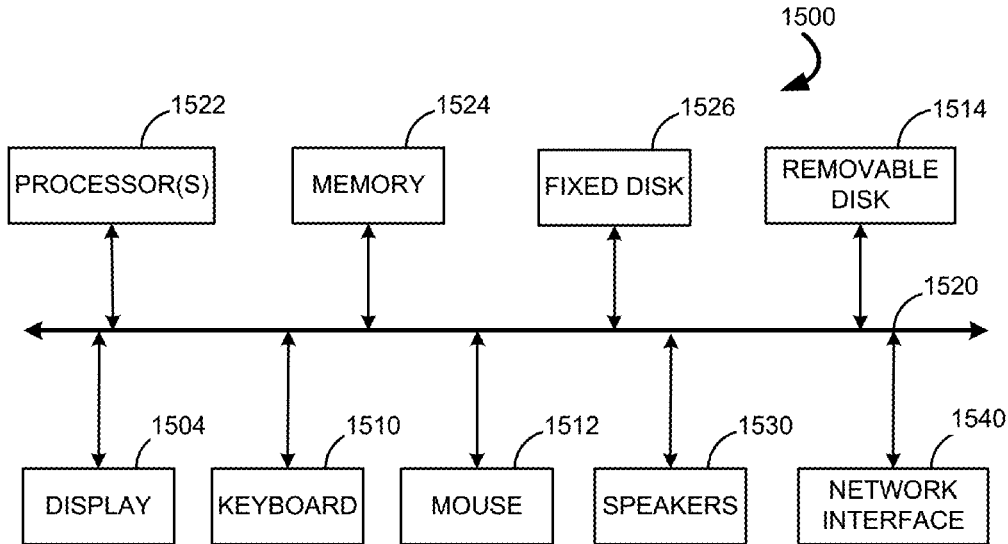 1500
1522
1524
1526
1514
PROCESSOR(S)
MEMORY
FIXED DISK
REMOVABLE
DISK
1520
1504
1510
1512
1530
1540
DISPLAY
KEYBOARD
MOUSE
SPEAKERS
NETWORK
INTERFACE